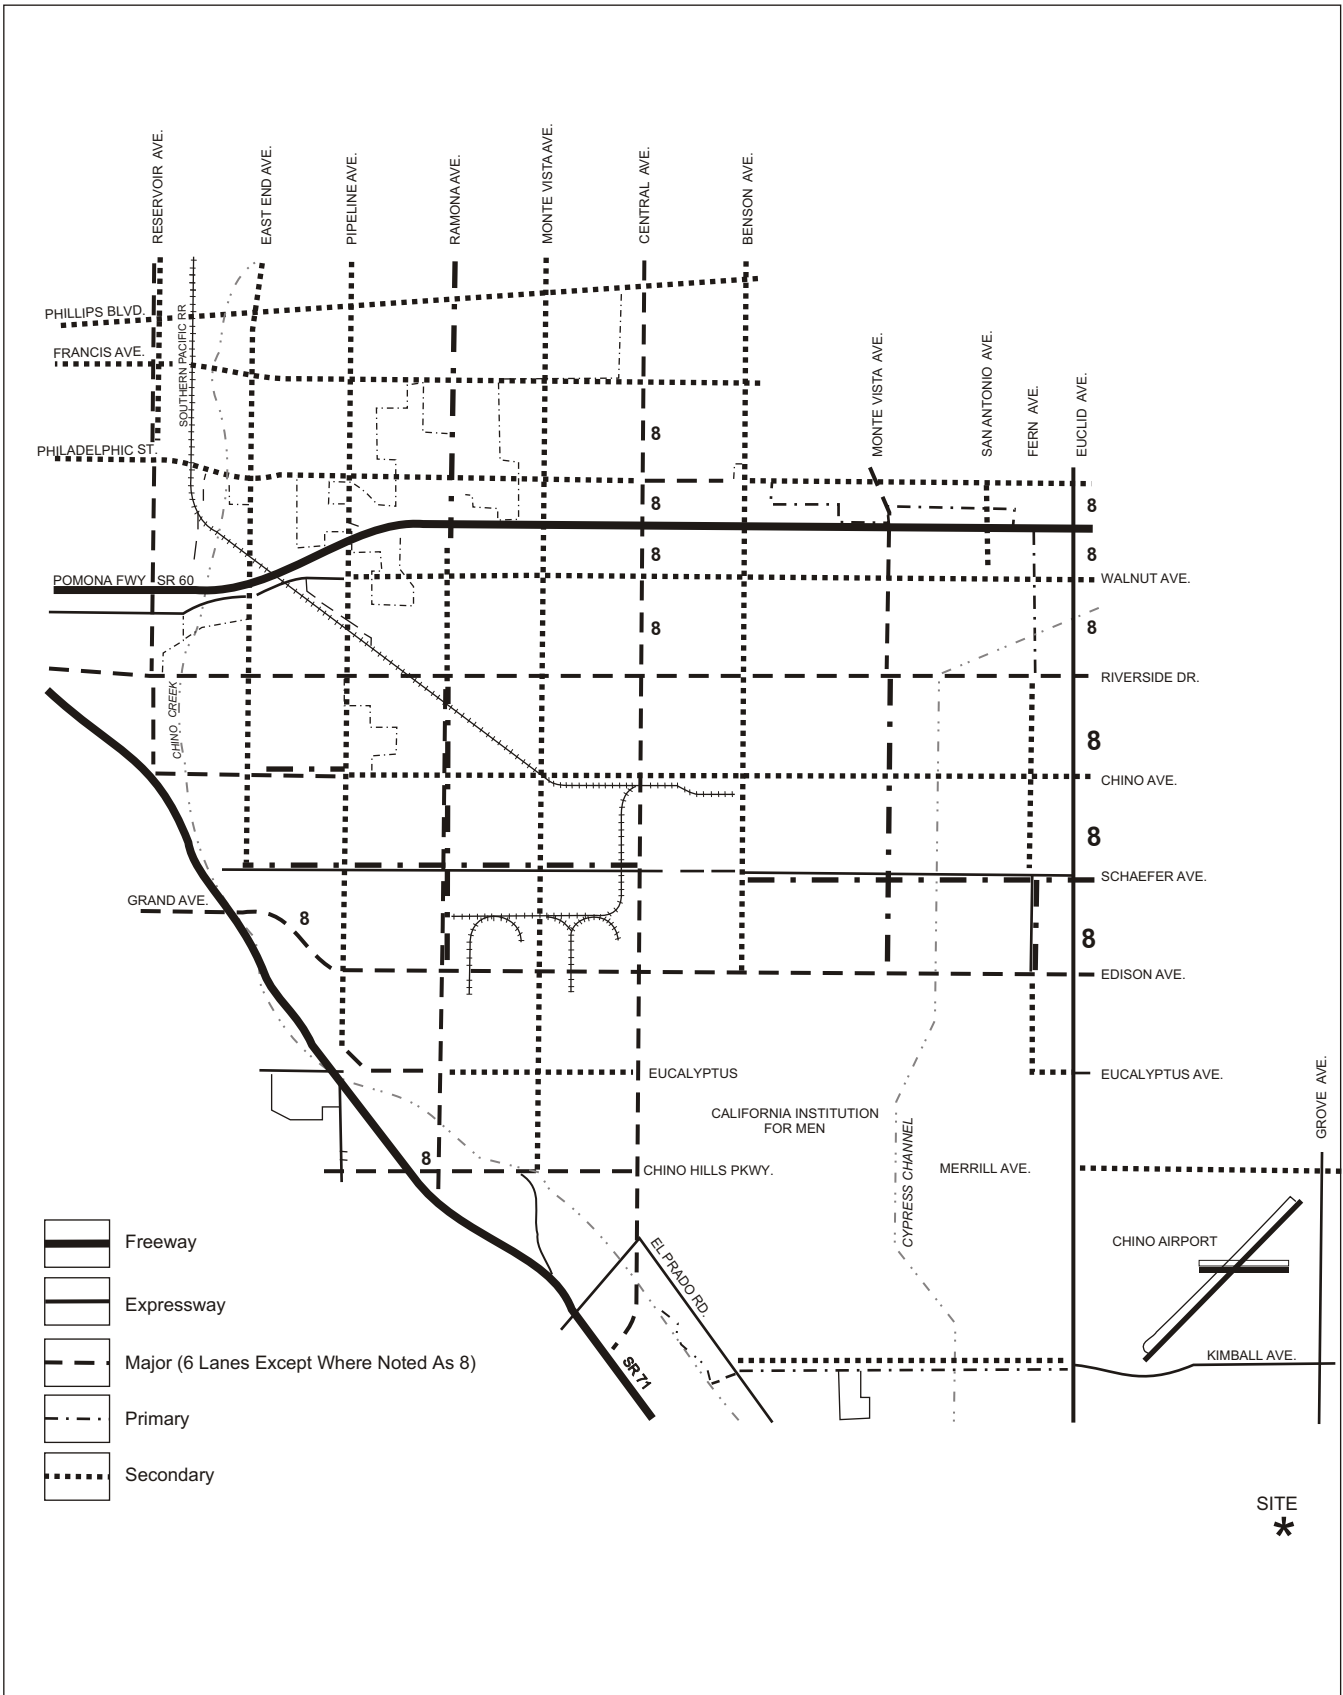 RESERVOIR AVE.
EAST END AVE.
PIPELINE AVE.
RAMONA AVE.
MONTE VISTA AVE.
CENTRAL AVE.
BENSON AVE.
PHILLIPS BLVD.
SOUTHERN PACIFIC RR
FRANCIS AVE.
MONTE VISTA AVE.
SAN ANTONIO AVE.
FERN AVE.
EUCLID AVE.
8
PHILADELPHIC ST.
8
8
8
8
POMONA FWY SR 60
WALNUT AVE.
8
8
RIVERSIDE DR.
CHINO CREEK
8
CHINO AVE.
8
SCHAEFER AVE.
GRAND AVE.
8
8
EDISON AVE.
EUCALYPTUS
EUCALYPTUS AVE.
GROVE AVE.
CALIFORNIA INSTITUTION
FOR MEN
CYPRESS CHANNEL
8
CHINO HILLS PKWY.
MERRILL AVE.
EL PRADO RD.
CHINO AIRPORT
KIMBALL AVE.
SR 71
Freeway
Expressway
Major (6 Lanes Except Where Noted As 8)
Primary
Secondary
SITE
*